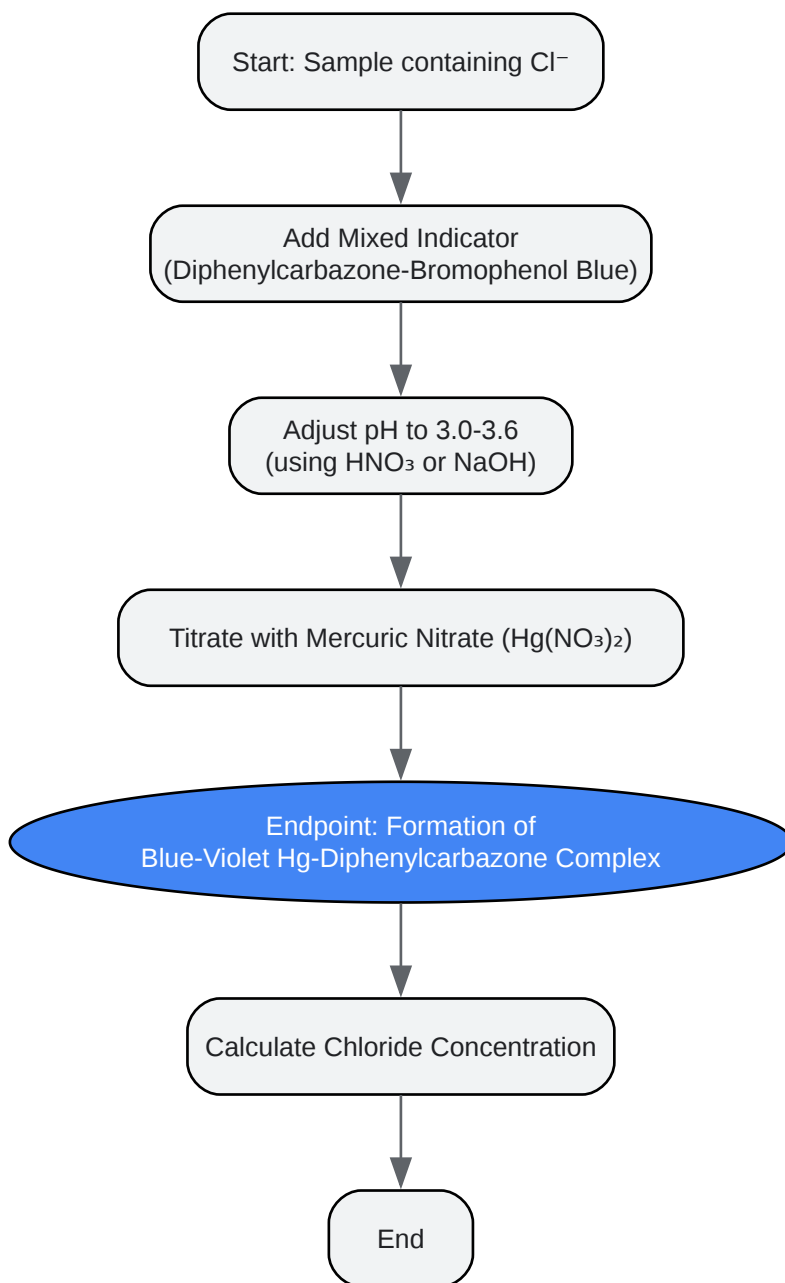 Start: Sample containing Cl⁻
Add Mixed Indicator
(Diphenylcarbazone-Bromophenol Blue)
Adjust pH to 3.0-3.6
(using HNO₃ or NaOH)
Titrate with Mercuric Nitrate (Hg(NO₃)₂)
Endpoint: Formation of
Blue-Violet Hg-Diphenylcarbazone Complex
Calculate Chloride Concentration
End